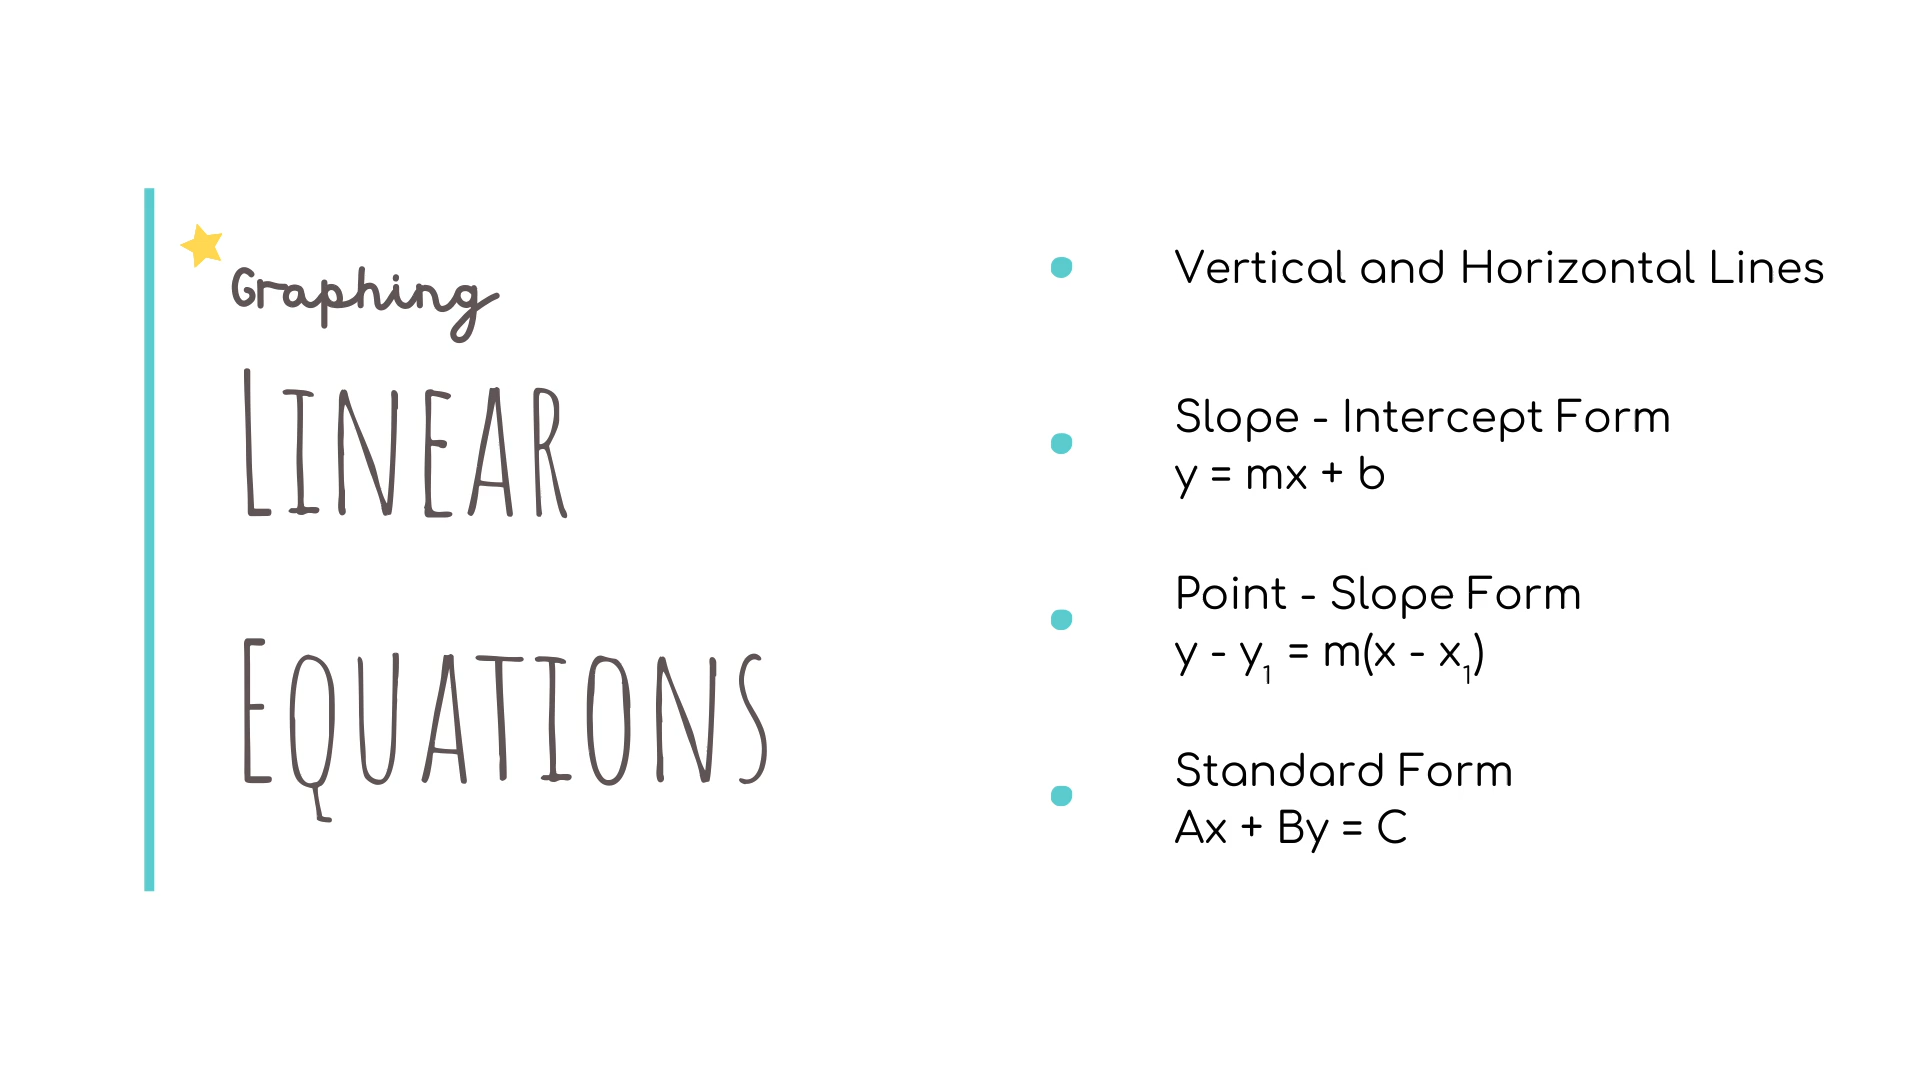 Graphing
LINEAR
EQUATIONS
Vertical and Horizontal Lines
Slope - Intercept Form
y = mx + b
Point - Slope Form
y - y₁ = m(x - x₁)
Standard Form
Ax + By = C